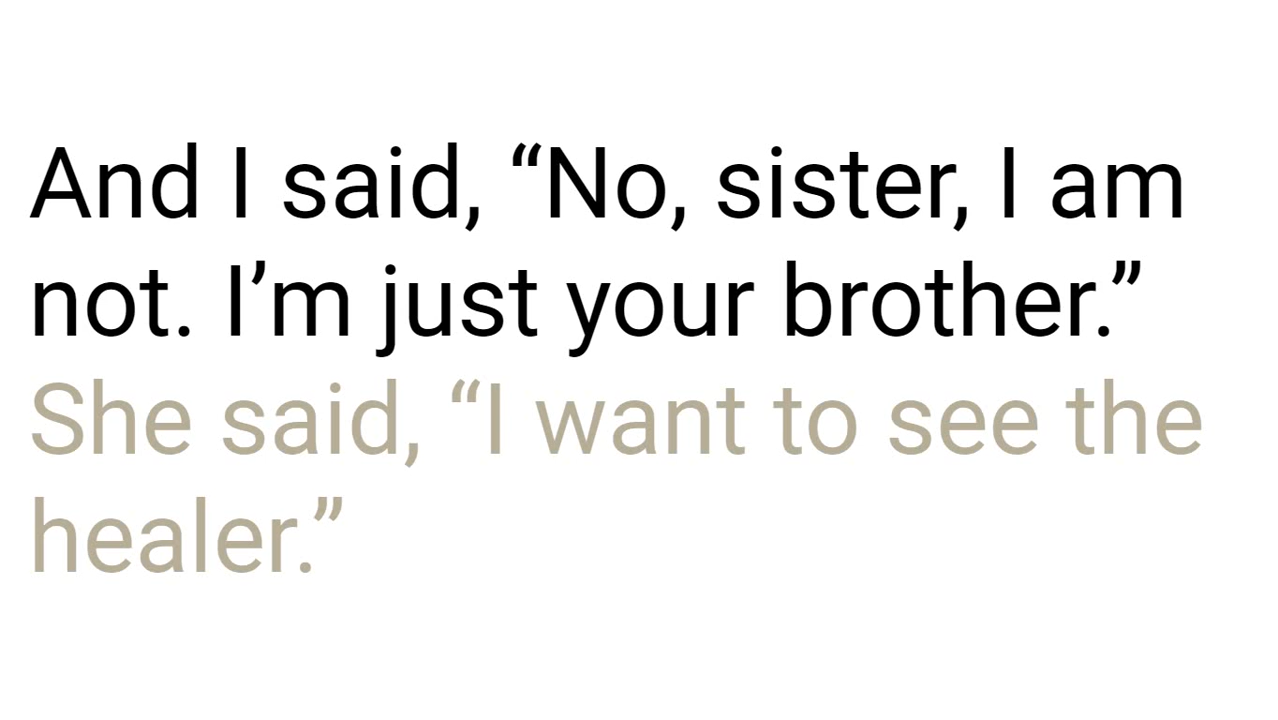 And I said, “No, sister, I am
not. I’m just your brother.”
She said, “I want to see the
healer.”